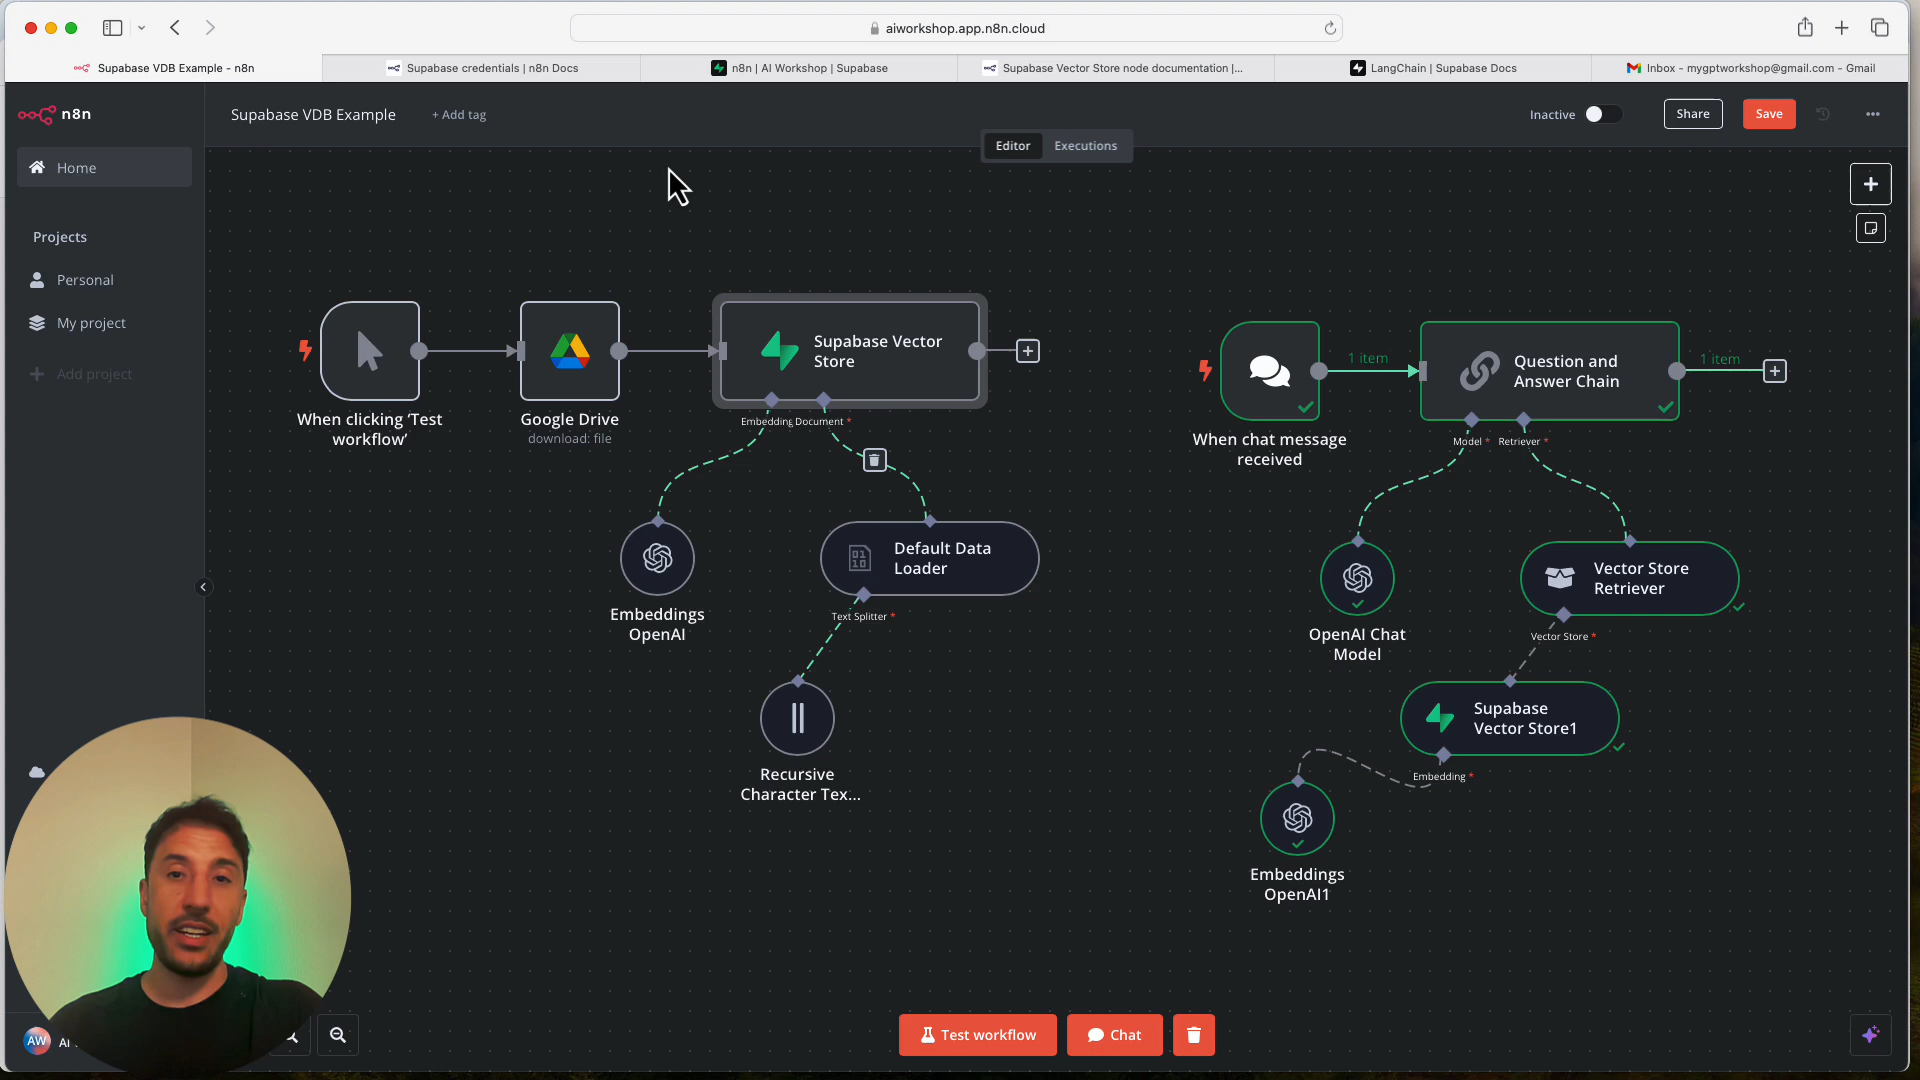 aiworkshop.app.n8n.cloud
Supabase VDB Example - n8n
Supabase credentials | n8n Docs
n8n | AI Workshop | Supabase
Supabase Vector Store node documentation |...
LangChain | Supabase Docs
Inbox - mygptworkshop@gmail.com - Gmail
n8n
Supabase VDB Example
+ Add tag
Inactive
Share
Save
Editor
Executions
Home
Projects
Personal
My project
Add project
When clicking ‘Test
workflow’
Google Drive
download: file
Supabase Vector
Store
Embedding
Document *
Embeddings
OpenAI
Default Data
Loader
Text Splitter *
Recursive
Character Tex...
When chat message
received
1 item
Question and
Answer Chain
1 item
Model *
Retriever *
OpenAI Chat
Model
Vector Store
Retriever
Vector Store *
Supabase
Vector Store1
Embedding *
Embeddings
OpenAI1
AW
Test workflow
Chat